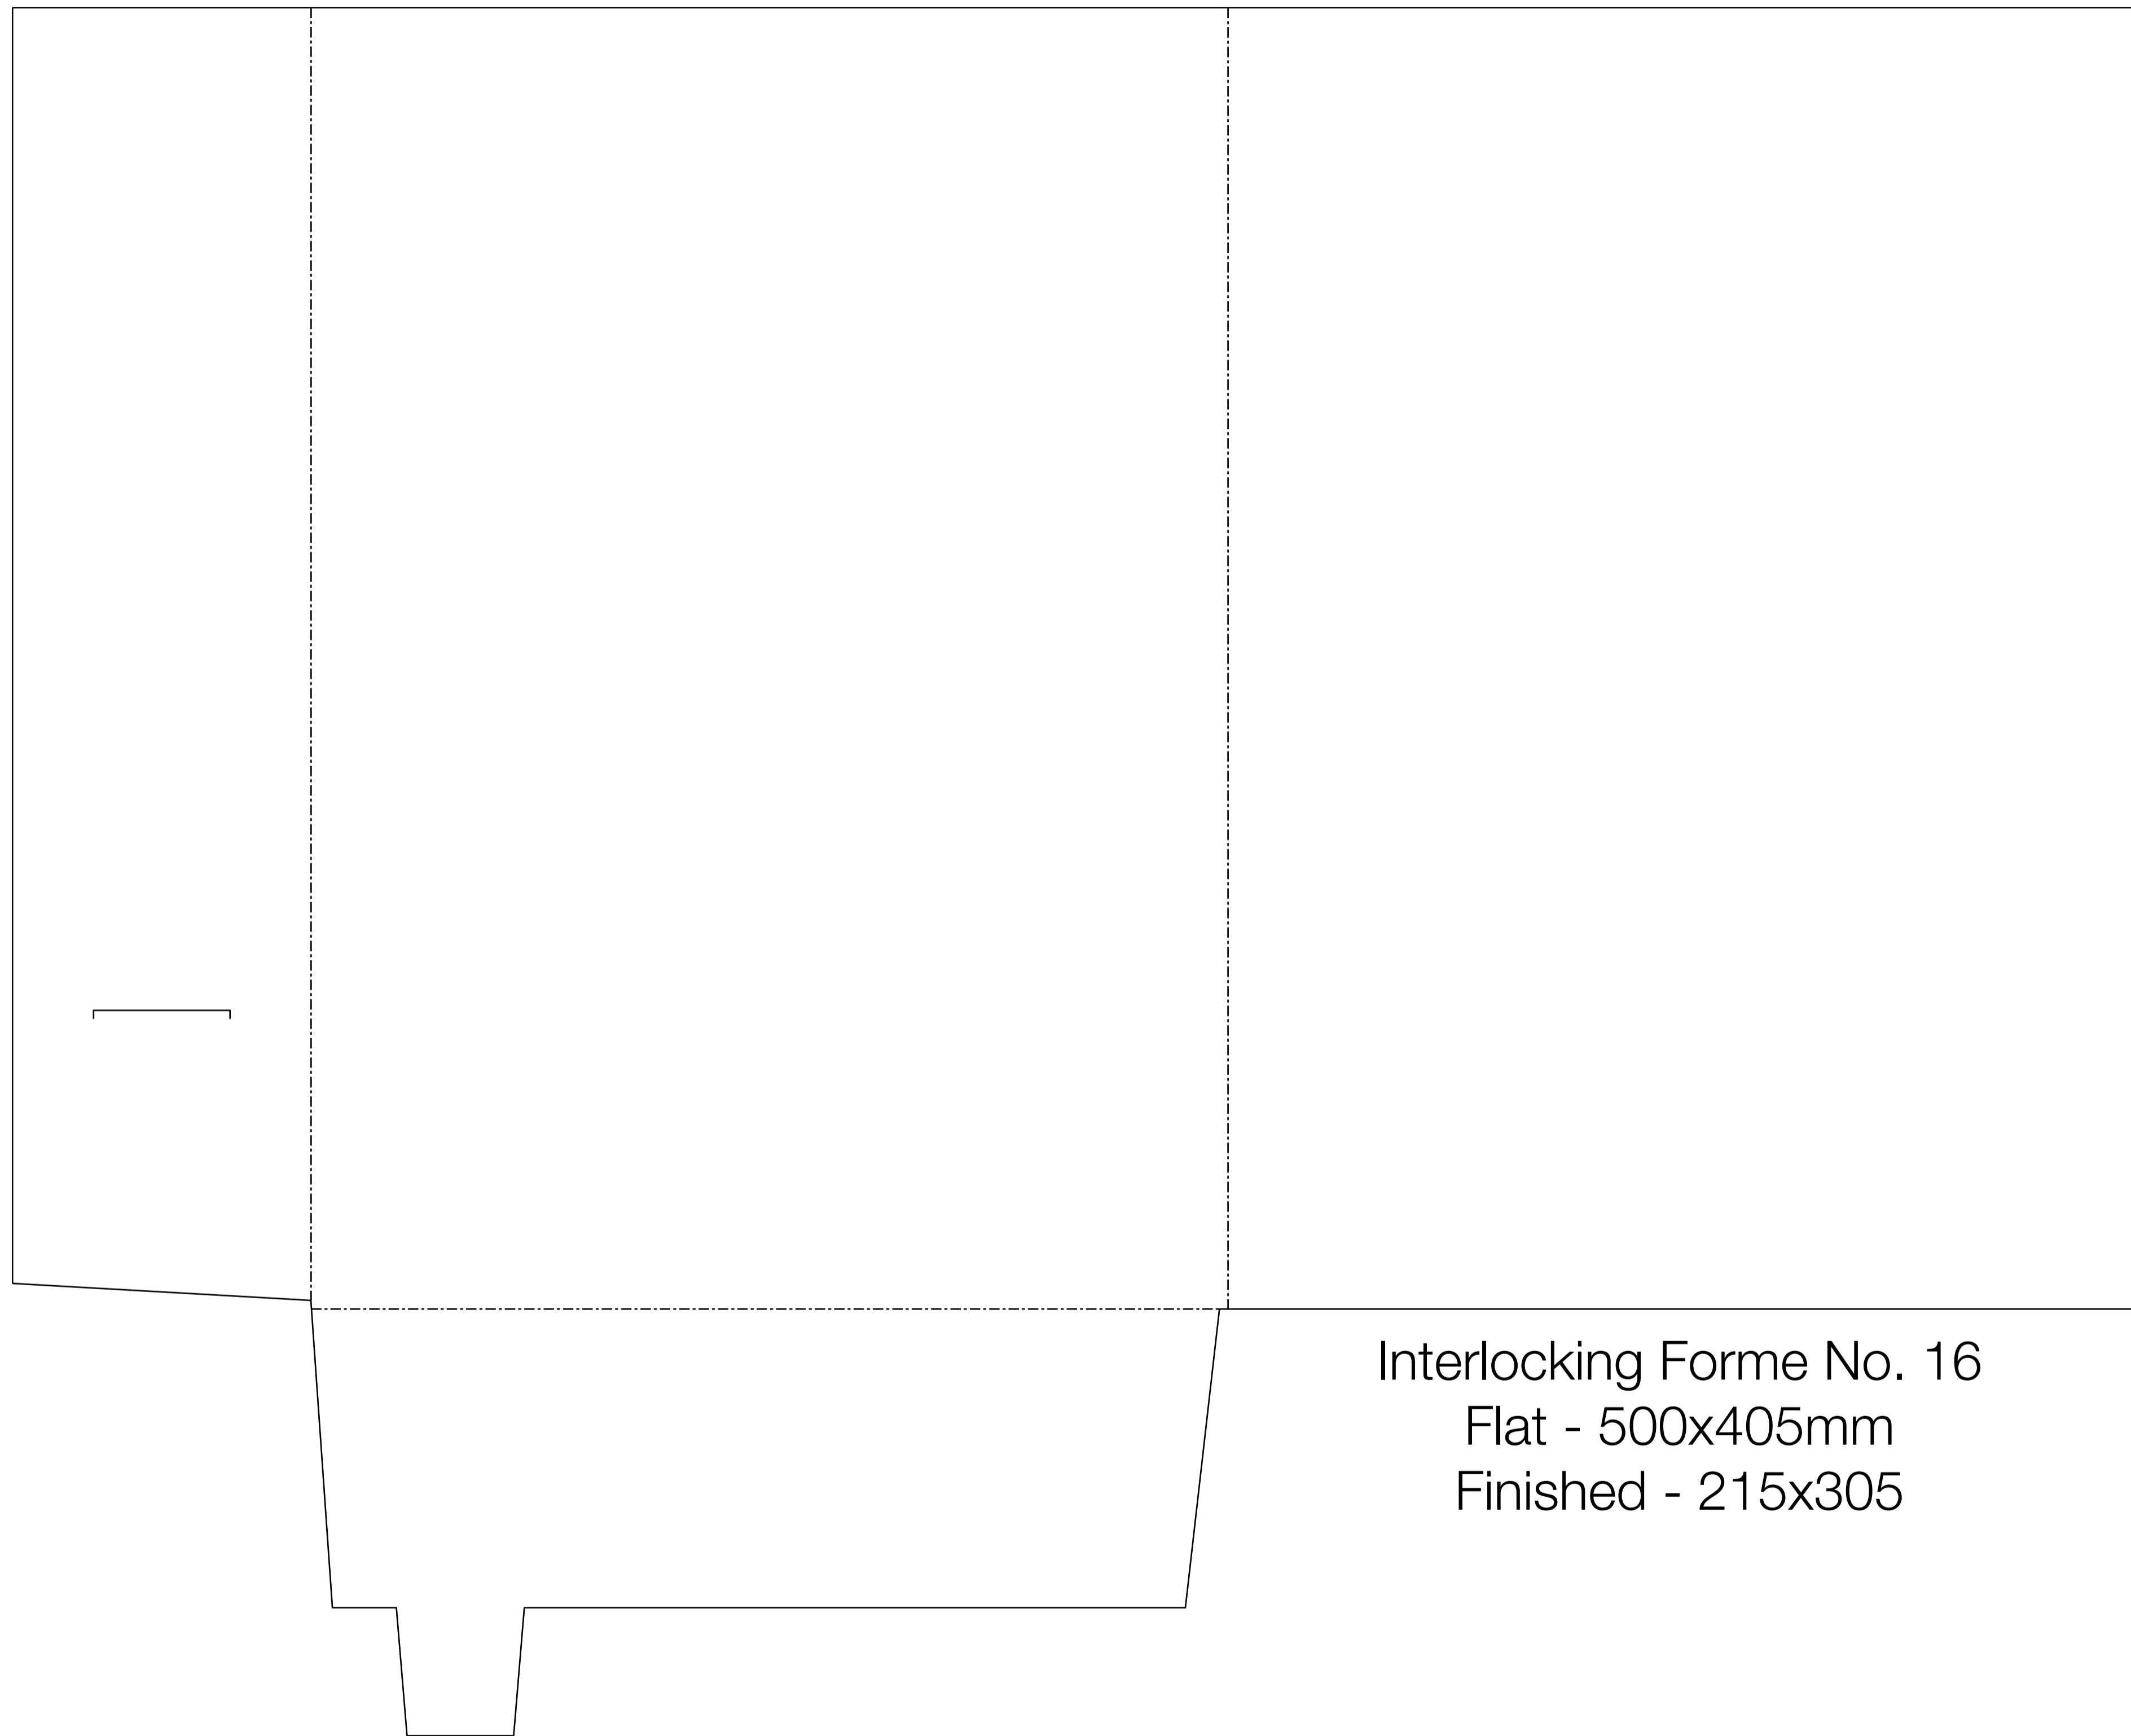 Interlocking Forme No. 16
Flat - 500x405mm
Finished - 215x305